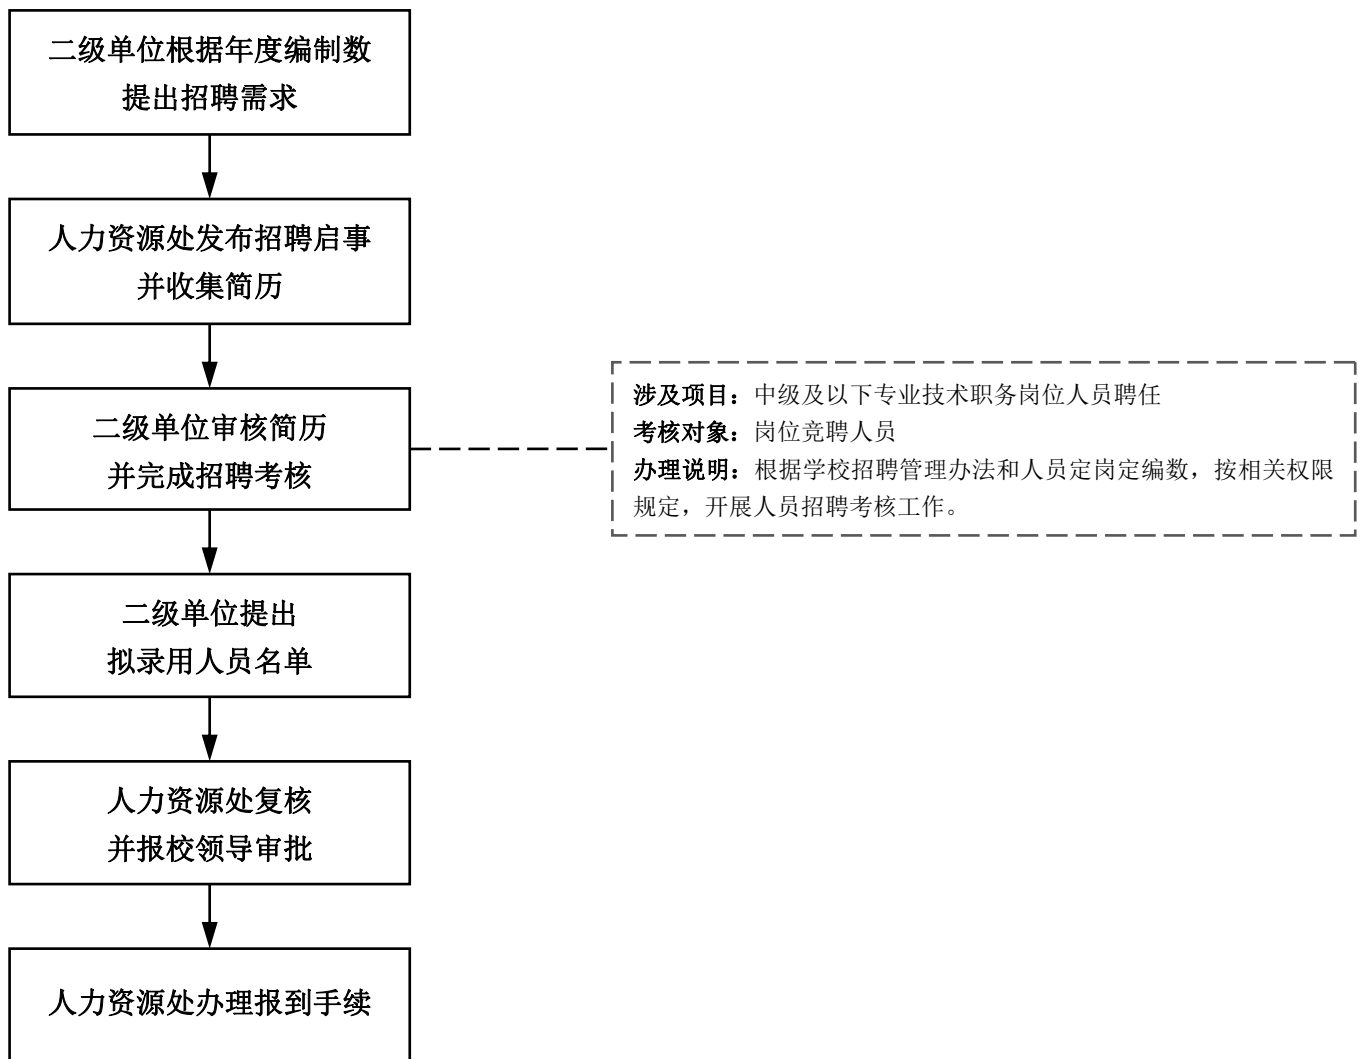 二级单位根据年度编制数
提出招聘需求
人力资源处发布招聘启事
并收集简历
二级单位审核简历
并完成招聘考核
涉及项目：中级及以下专业技术职务岗位人员聘任
考核对象：岗位竞聘人员
办理说明：根据学校招聘管理办法和人员定岗定编数，按相关权限
规定，开展人员招聘考核工作。
二级单位提出
拟录用人员名单
人力资源处复核
并报校领导审批
人力资源处办理报到手续